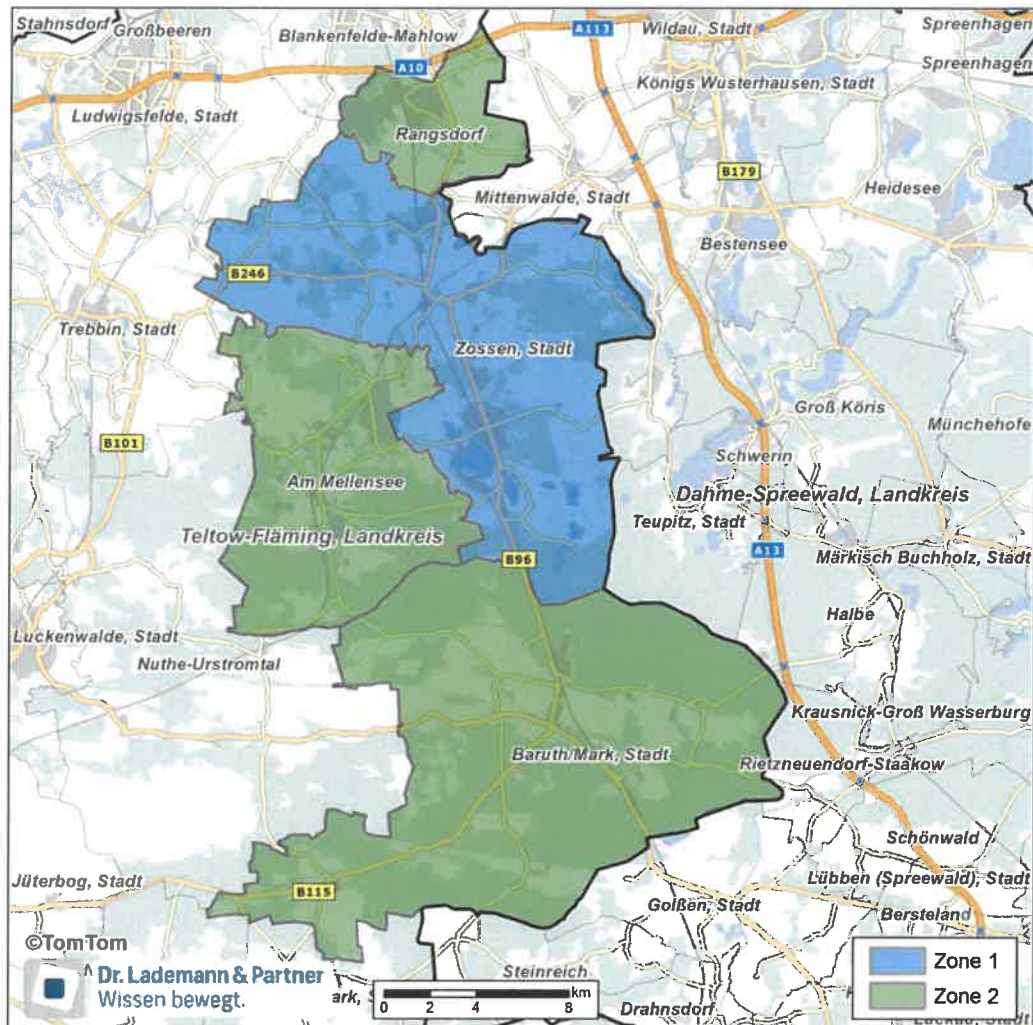 Stahnsdorf
Großbeeren
Blankenfelde-Mahlow
A113
Wildau, Stadt
Spreenhagen
Spreenhagen
A10
Königs Wusterhausen, Stadt
Ludwigsfelde, Stadt
Rangsdorf
B179
Heidesee
Mittenwalde, Stadt
Bestensee
B246
Trebbin, Stadt
Zossen, Stadt
Groß Köris
Münchehofe
B101
Schwerin
Am Mellensee
Dahme-Spreewald, Landkreis
Teltow-Fläming, Landkreis
Teupitz, Stadt
B96
A13
Märkisch Buchholz, Stadt
Halbe
Luckenwalde, Stadt
Nuthe-Urstromtal
Krausnick-Groß Wasserburg
Baruth/Mark, Stadt
Rietzneuendorf-Staakow
Schönwald
Jüterbog, Stadt
B115
Lübben (Spreewald), Stadt
Golßen, Stadt
Bersteland
©TomTom
Dr. Lademann & Partner
Wissen bewegt.
Steinreich
Zone 1
Zone 2
ark, S
km
0 2 4 8
Drahnsdorf